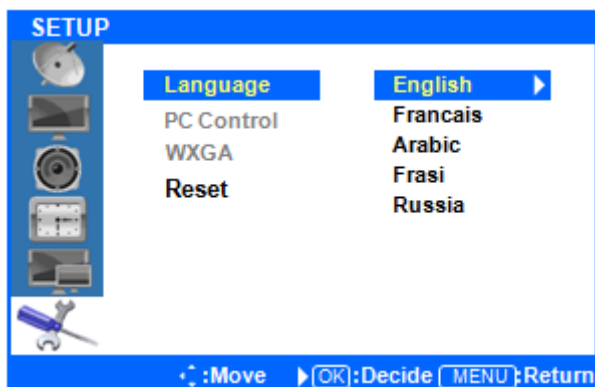 SETUP
Language
PC Control
WXGA
Reset
English
Francais
Arabic
Frasi
Russia
:Move OK:Decide MENU:Return